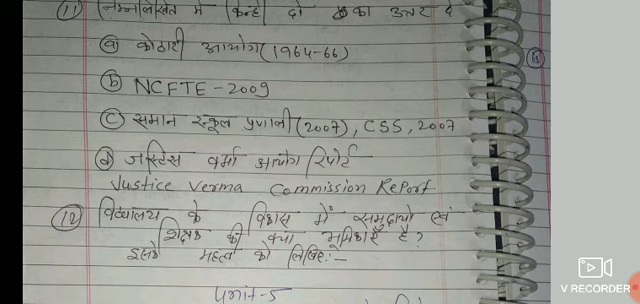 (11) निम्नलिखित में किन्हीं दो का उत्तर दे
(a) कोठारी आयोग (1964-66)
(b) NCFTE - 2009
(c) समान स्कूल प्रणाली (2007), CSS, 2007
(d) जस्टिस वर्मा आयोग रिपोर्ट
Justice Verma Commission Report
(12) विद्यालय के विकास में समुदायो एवं
शिक्षक की क्या भूमिकाएँ है?
इसके महत्व को लिखिए:-
V RECORDER